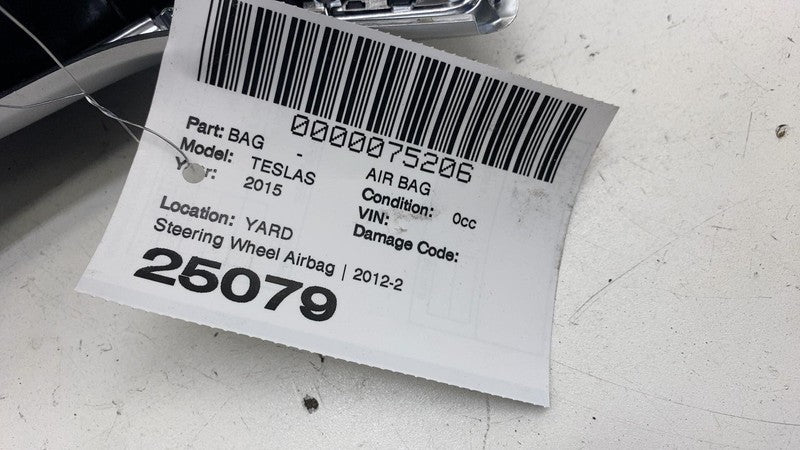 0000075206
Part: BAG - AIR BAG
Model: TESLAS Condition: 0cc
Year: 2015 VIN:
Damage Code:
Location: YARD
Steering Wheel Airbag | 2012-2
25079